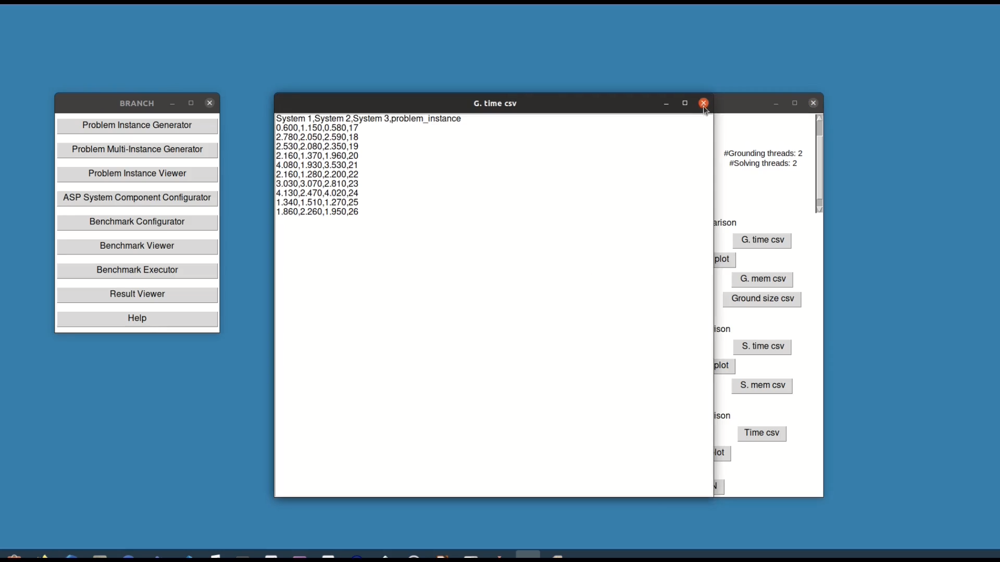 BRANCH
Problem Instance Generator
Problem Multi-Instance Generator
Problem Instance Viewer
ASP System Component Configurator
Benchmark Configurator
Benchmark Viewer
Benchmark Executor
Result Viewer
Help
G. time csv
System 1,System 2,System 3,problem_instance
0.600,1.150,0.580,17
2.780,2.050,2.590,18
2.530,2.080,2.350,19
2.160,1.370,1.960,20
4.080,1.930,3.530,21
2.160,1.280,2.200,22
3.030,3.070,2.810,23
4.130,2.470,4.020,24
1.340,1.510,1.270,25
1.860,2.260,1.950,26
#Grounding threads: 2
#Solving threads: 2
arison
G. time csv
plot
G. mem csv
Ground size csv
ison
S. time csv
plot
S. mem csv
ison
Time csv
lot
N